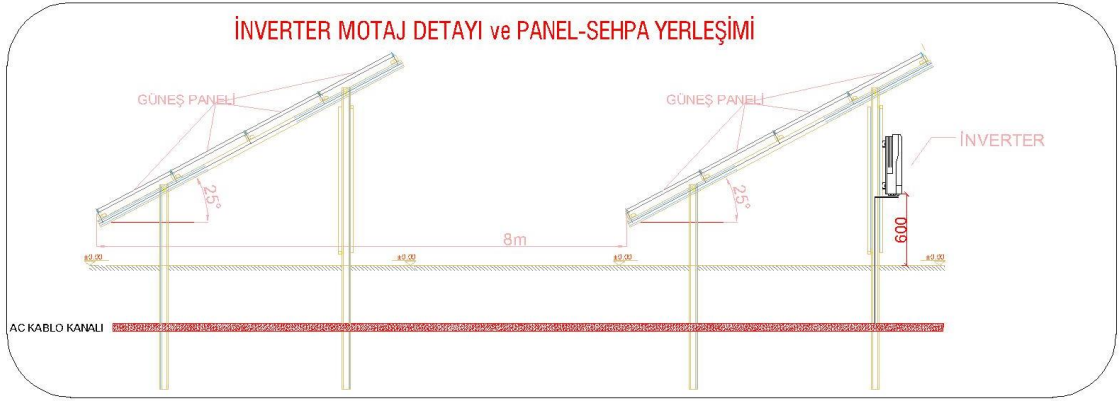 İNVERTER MOTAJ DETAYI ve PANEL-SEHPA YERLEŞİMİ
GÜNEŞ PANELİ
GÜNEŞ PANELİ
İNVERTER
25°
25°
8m
600
±0,00
±0,00
±0,00
±0,00
AC KABLO KANALI